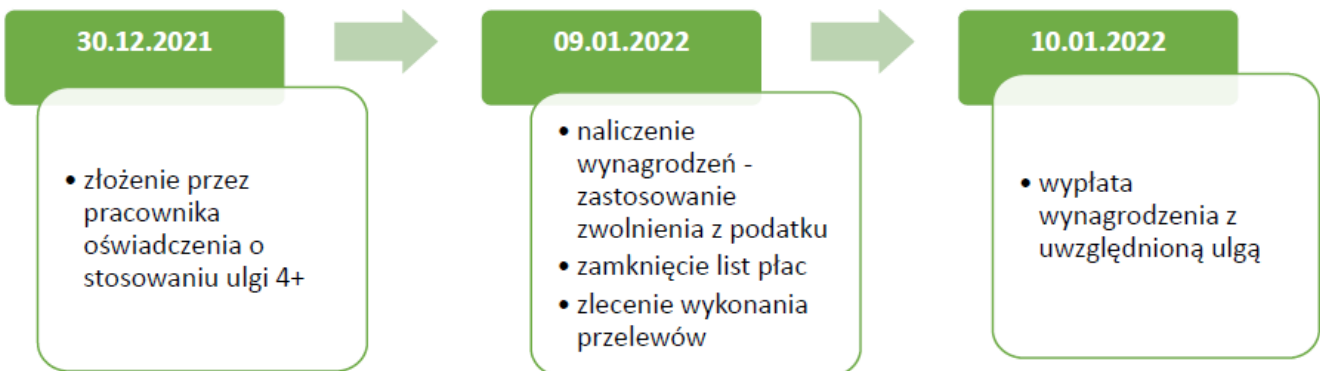 30.12.2021
• złożenie przez
pracownika
oświadczenia o
stosowaniu ulgi 4+
09.01.2022
• naliczenie
wynagrodzeń -
zastosowanie
zwolnienia z podatku
• zamknięcie list płac
• zlecenie wykonania
przelewów
10.01.2022
• wypłata
wynagrodzenia z
uwzględnioną ulgą